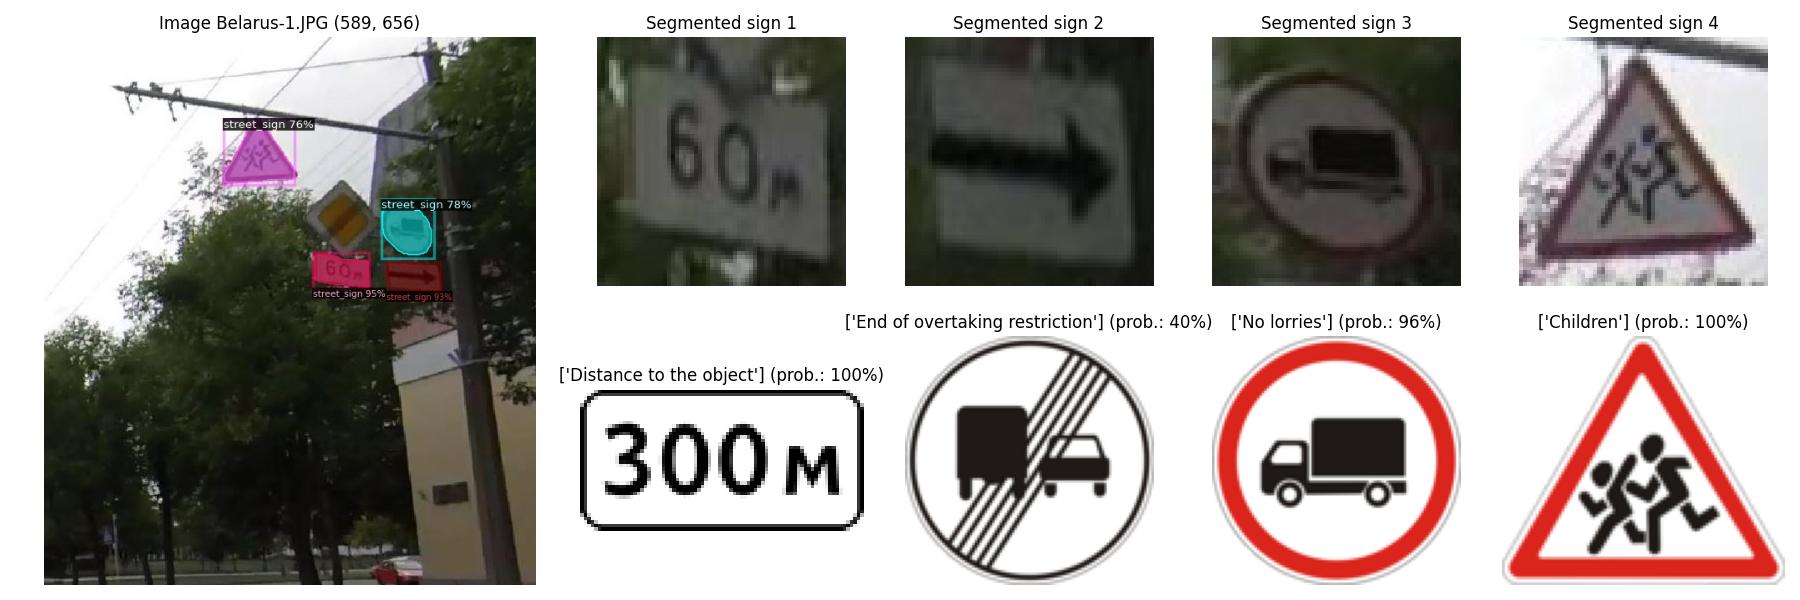 Image Belarus-1.JPG (589, 656)
street_sign 76%
street_sign 78%
60м
street_sign 95%
street_sign 93%
Segmented sign 1
60м
Segmented sign 2
Segmented sign 3
Segmented sign 4
['Distance to the object'] (prob.: 100%)
300м
['End of overtaking restriction'] (prob.: 40%)
['No lorries'] (prob.: 96%)
['Children'] (prob.: 100%)